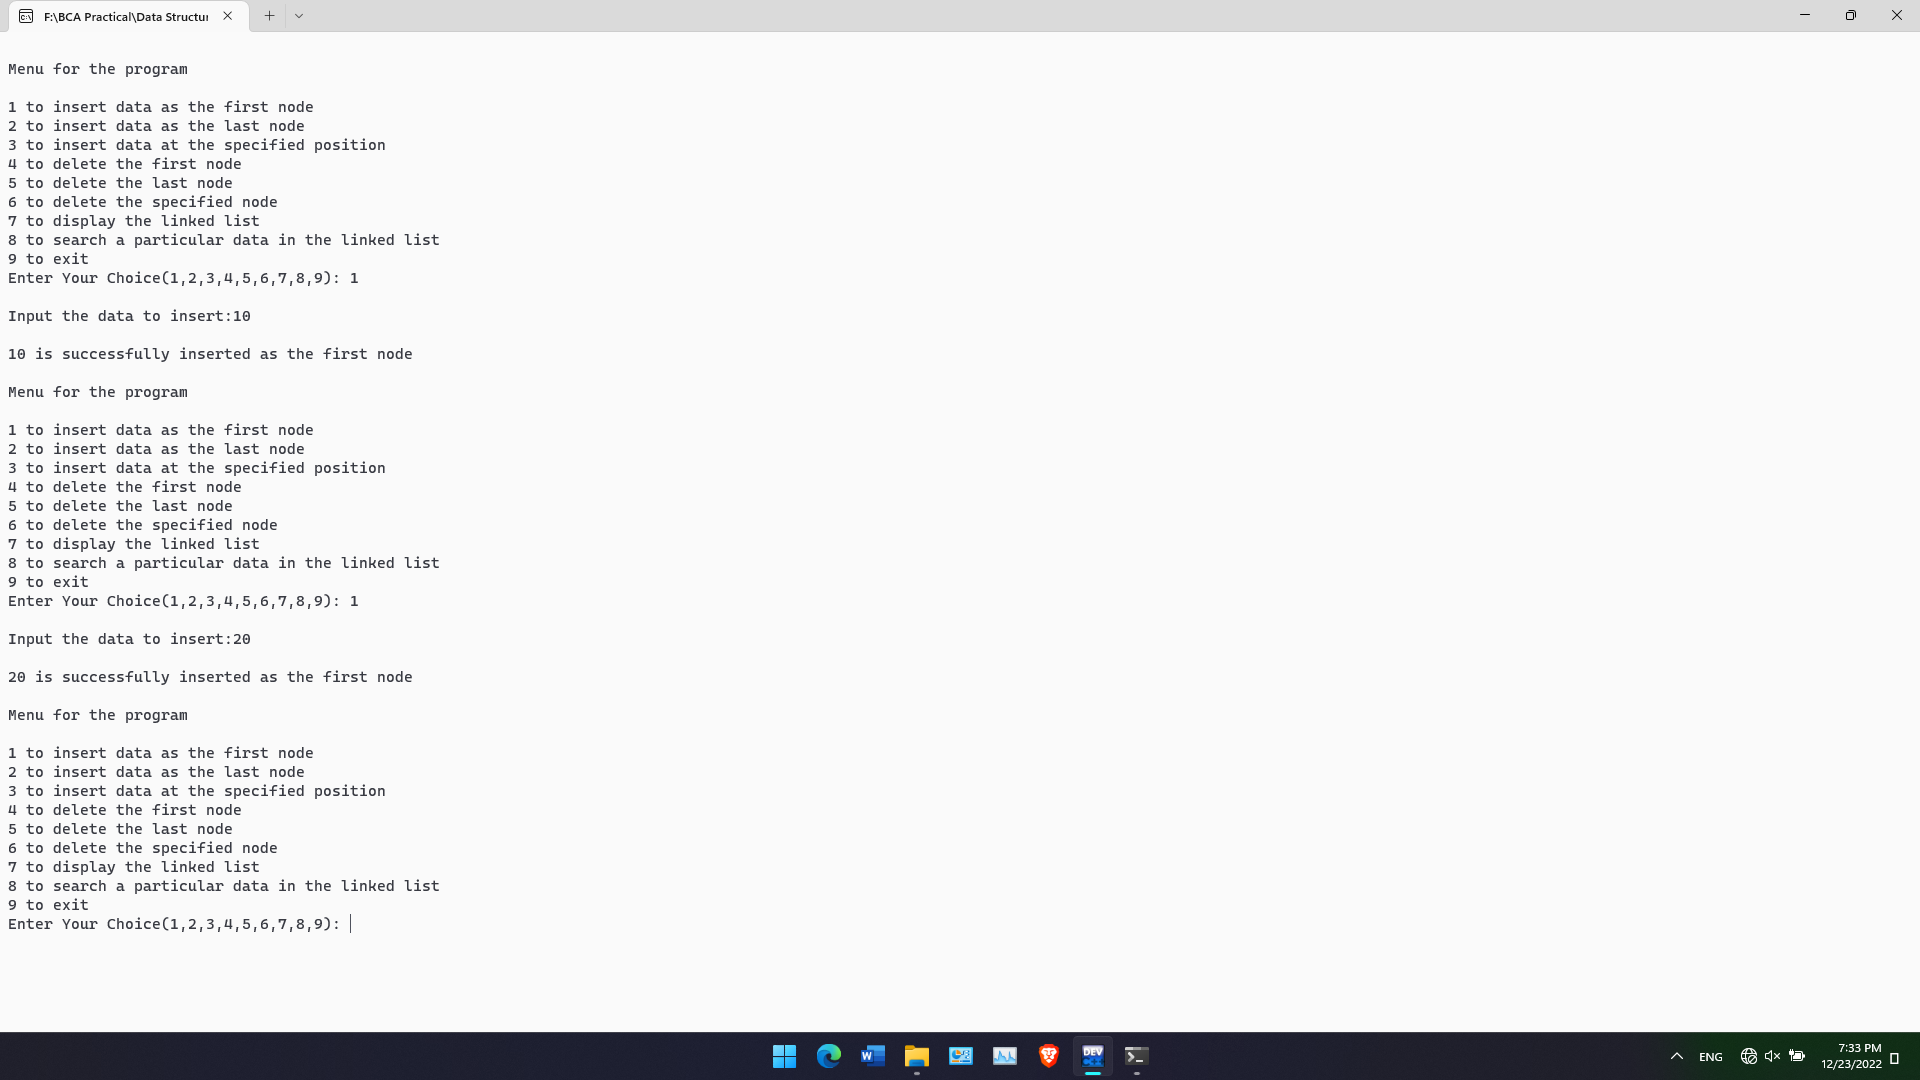 F:\BCA Practical\Data Structur
Menu for the program
1 to insert data as the first node
2 to insert data as the last node
3 to insert data at the specified position
4 to delete the first node
5 to delete the last node
6 to delete the specified node
7 to display the linked list
8 to search a particular data in the linked list
9 to exit
Enter Your Choice(1,2,3,4,5,6,7,8,9): 1
Input the data to insert:10
10 is successfully inserted as the first node
Menu for the program
1 to insert data as the first node
2 to insert data as the last node
3 to insert data at the specified position
4 to delete the first node
5 to delete the last node
6 to delete the specified node
7 to display the linked list
8 to search a particular data in the linked list
9 to exit
Enter Your Choice(1,2,3,4,5,6,7,8,9): 1
Input the data to insert:20
20 is successfully inserted as the first node
Menu for the program
1 to insert data as the first node
2 to insert data as the last node
3 to insert data at the specified position
4 to delete the first node
5 to delete the last node
6 to delete the specified node
7 to display the linked list
8 to search a particular data in the linked list
9 to exit
Enter Your Choice(1,2,3,4,5,6,7,8,9):
W DEV ENG 7:33 PM
12/23/2022